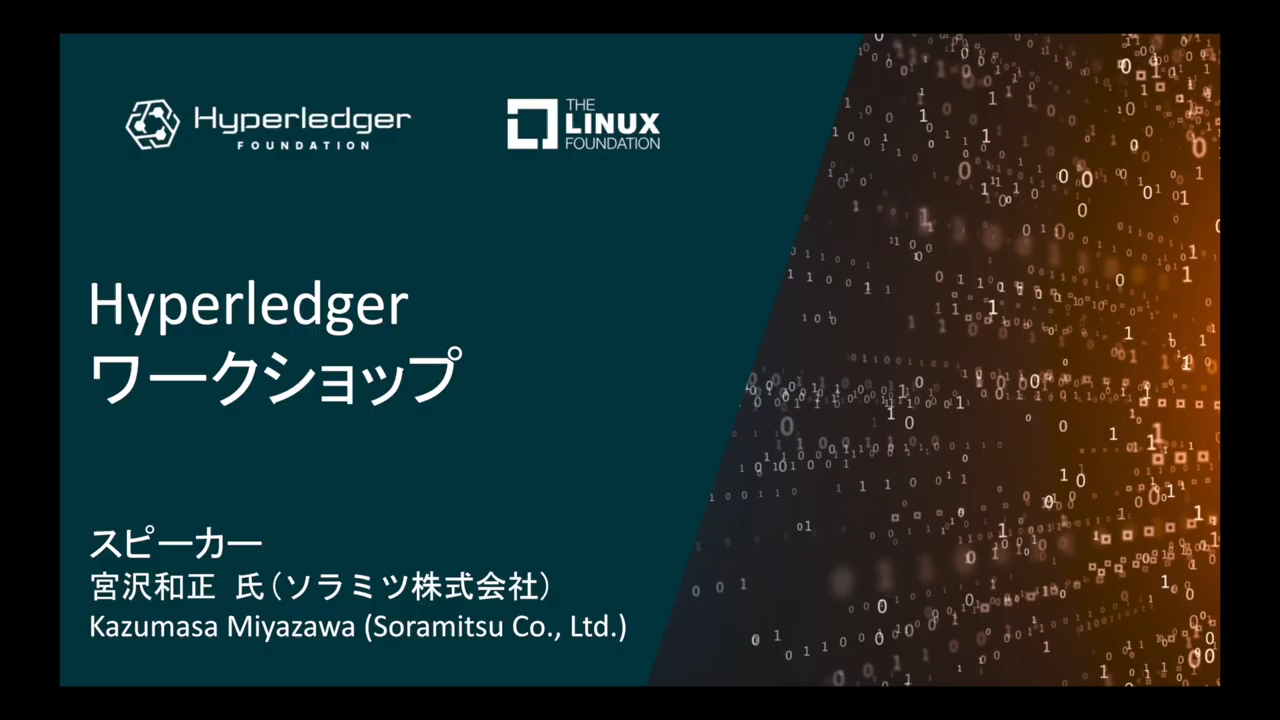 Hyperledger
FOUNDATION
THE
LINUX
FOUNDATION
Hyperledger
ワークショップ
スピーカー
宮沢和正　氏（ソラミツ株式会社）
Kazumasa Miyazawa (Soramitsu Co., Ltd.)